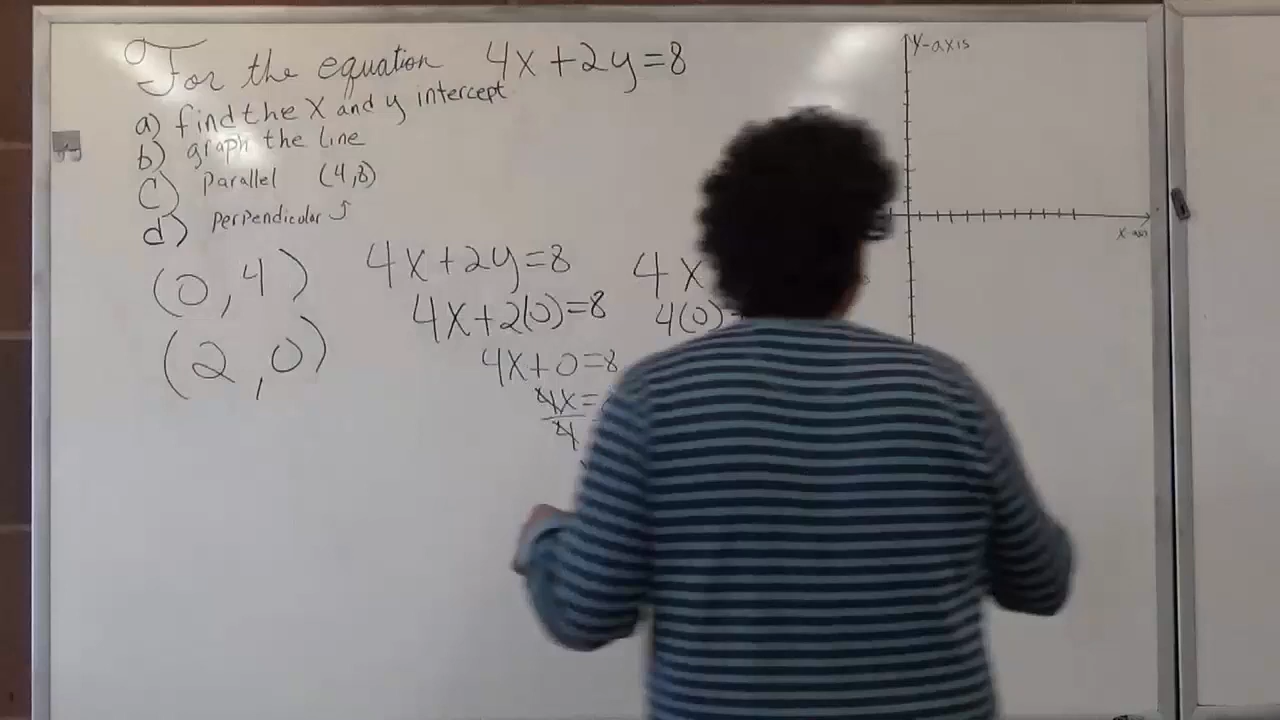 For the equation 4x+2y=8
a) find the x and y intercept
b) graph the line
c) parallel (4,8)
d) perpendicular
(0,4)
(2,0)
4x+2y=8
4x+2(0)=8
4x+0=8
4x=
4
4x
4(0)
y-axis
x-axis